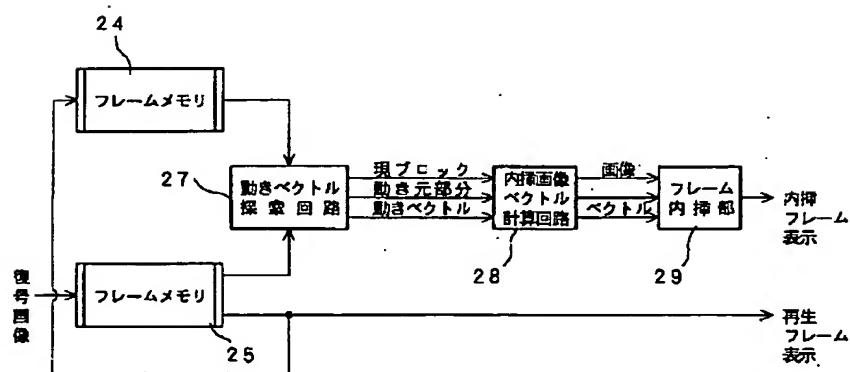 24
フレームメモリ
27
動きベクトル
探索回路
現ブロック
動き元部分
動きベクトル
内挿画像
ベクトル
計算回路
28
画像
ベクトル
フレーム
内挿部
29
内挿
フレーム
表示
復号画像
フレームメモリ
25
再生
フレーム
表示